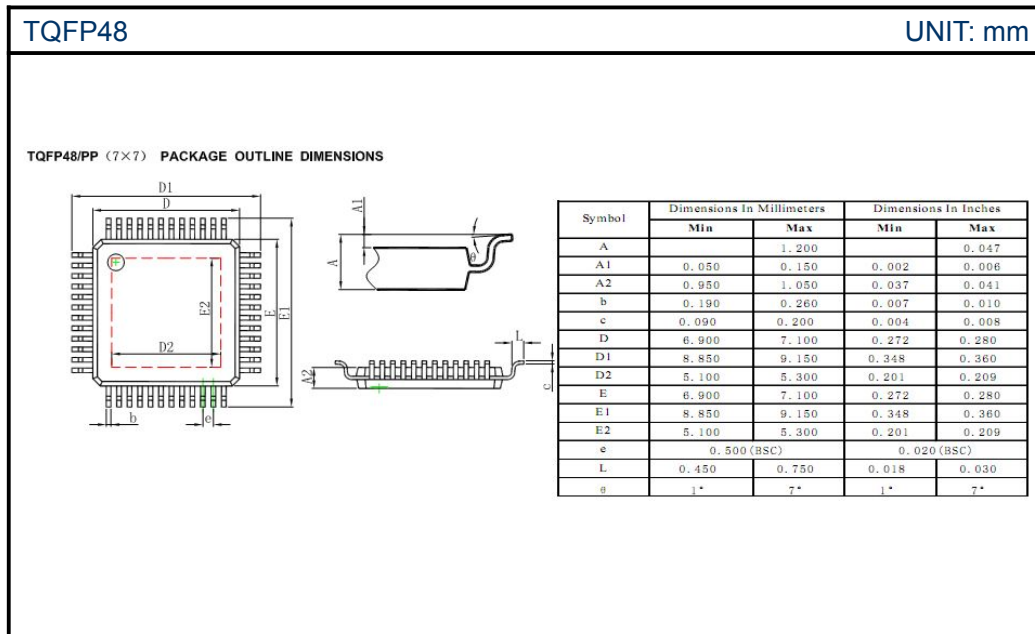 TQFP48 UNIT: mm
TQFP48/PP (7×7) PACKAGE OUTLINE DIMENSIONS
D1
D
E2
E
E1
D2
b
e
A1
A
θ
A2
L
c
Symbol Dimensions In Millimeters Dimensions In Inches
Min Max Min Max
A 1.200 0.047
A1 0.050 0.150 0.002 0.006
A2 0.950 1.050 0.037 0.041
b 0.190 0.260 0.007 0.010
c 0.090 0.200 0.004 0.008
D 6.900 7.100 0.272 0.280
D1 8.850 9.150 0.348 0.360
D2 5.100 5.300 0.201 0.209
E 6.900 7.100 0.272 0.280
E1 8.850 9.150 0.348 0.360
E2 5.100 5.300 0.201 0.209
e 0.500(BSC) 0.020(BSC)
L 0.450 0.750 0.018 0.030
θ 1° 7° 1° 7°